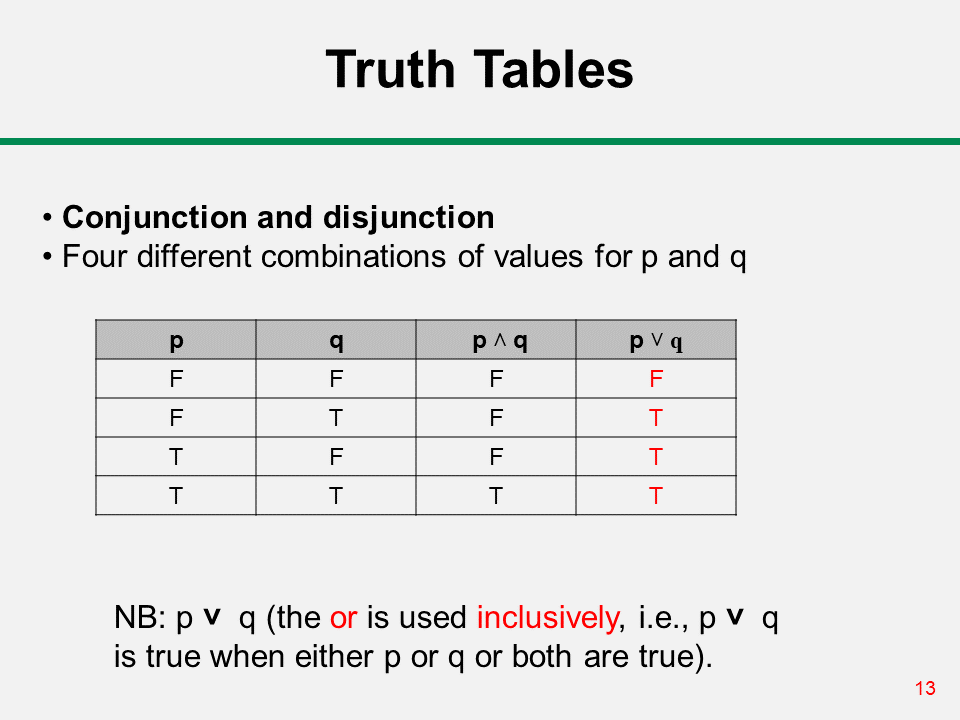 Truth Tables
• Conjunction and disjunction
• Four different combinations of values for p and q
p q p ^ q p ˅ q
F F F F
F T F T
T F F T
T T T T
NB: p ˅ q (the or is used inclusively, i.e., p ˅ q
is true when either p or q or both are true).
13